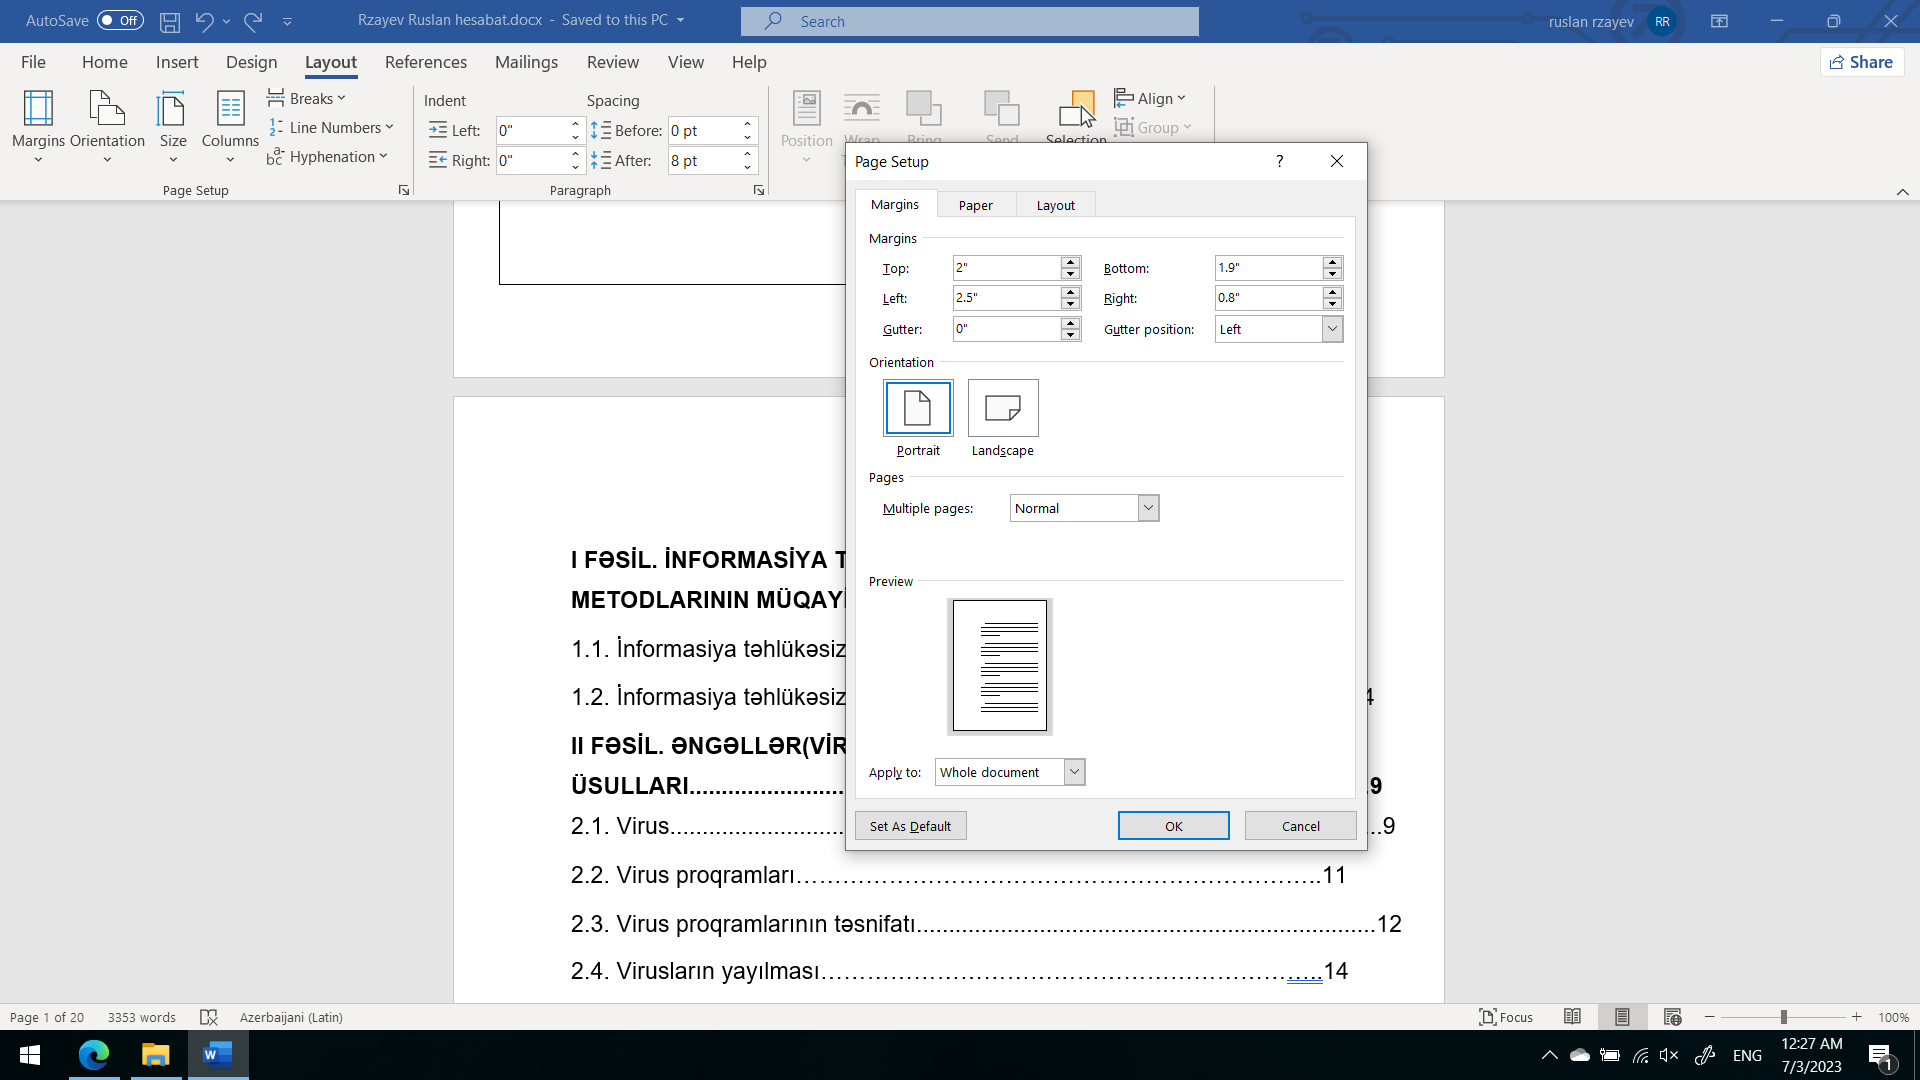 AutoSave Off Rzayev Ruslan hesabat.docx - Saved to this PC Search ruslan rzayev RR
File Home Insert Design Layout References Mailings Review View Help Share
Margins Orientation Size Columns
Breaks
Line Numbers
Hyphenation
Page Setup
Indent Spacing
Left: 0" Before: 0 pt
Right: 0" After: 8 pt
Paragraph
Position Wrap Bring Send Selection
Align
Group
Page Setup ?
Margins Paper Layout
Margins
Top: 2" Bottom: 1.9"
Left: 2.5" Right: 0.8"
Gutter: 0" Gutter position: Left
Orientation
Portrait Landscape
Pages
Multiple pages: Normal
Preview
Apply to: Whole document
Set As Default OK Cancel
I FƏSİL. İNFORMASİYA
METODLARININ
1.1. İnformasiya təhlükəsiz
1.2. İnformasiya təhlükəsiz 4
II FƏSİL. ƏNGƏLLƏR(VİR
ÜSULLARI........................ .9
2.1. Virus........................... ...9
2.2. Virus proqramları…………………………………………………………..11
2.3. Virus proqramlarının təsnifatı.......................................................................12
2.4. Virusların yayılması……………………………………………………..…..14
Page 1 of 20 3353 words Azerbaijani (Latin) Focus 100%
ENG 12:27 AM
7/3/2023 1